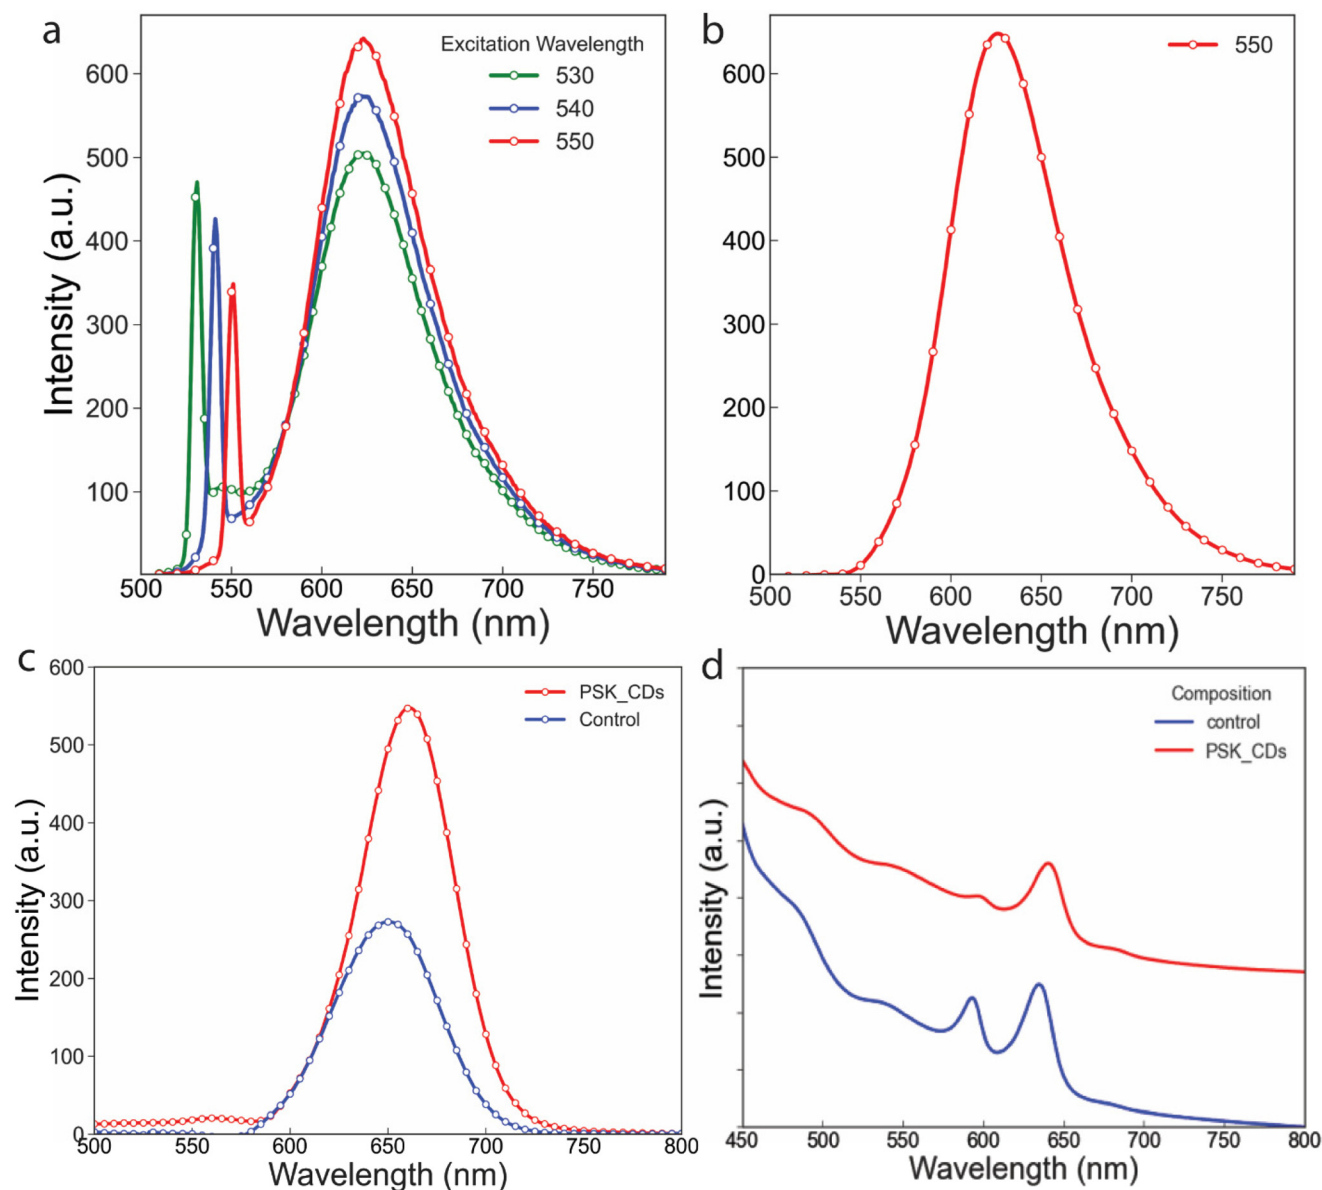 a
Excitation Wavelength
530
540
550
600
500
400
300
200
100
Intensity (a.u.)
500 550 600 650 700 750
Wavelength (nm)
b
550
600
500
400
300
200
100
0
500 550 600 650 700 750
Wavelength (nm)
c
PSK_CDs
Control
600
500
400
300
200
100
0
Intensity (a.u.)
500 600 650 700 800
Wavelength (nm)
d
Composition
control
PSK_CDs
Intensity (a.u.)
450 500 550 600 650 700 750 800
Wavelength (nm)